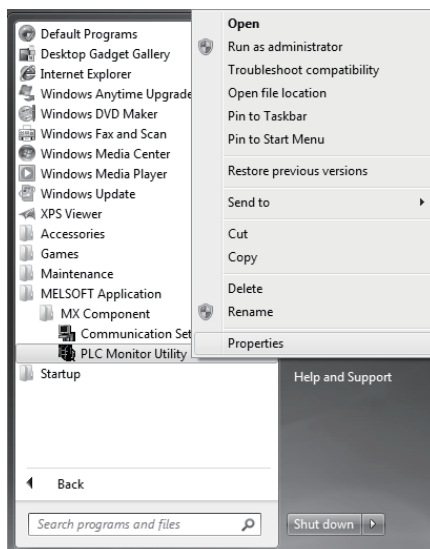 Default Programs
Desktop Gadget Gallery
Internet Explorer
Windows Anytime Upgrade
Windows DVD Maker
Windows Fax and Scan
Windows Media Center
Windows Media Player
Windows Update
XPS Viewer
Accessories
Games
Maintenance
MELSOFT Application
MX Component
Communication Set
PLC Monitor Utility
Startup
Back
Search programs and files
Open
Run as administrator
Troubleshoot compatibility
Open file location
Pin to Taskbar
Pin to Start Menu
Restore previous versions
Send to
Cut
Copy
Delete
Rename
Properties
Help and Support
Shut down